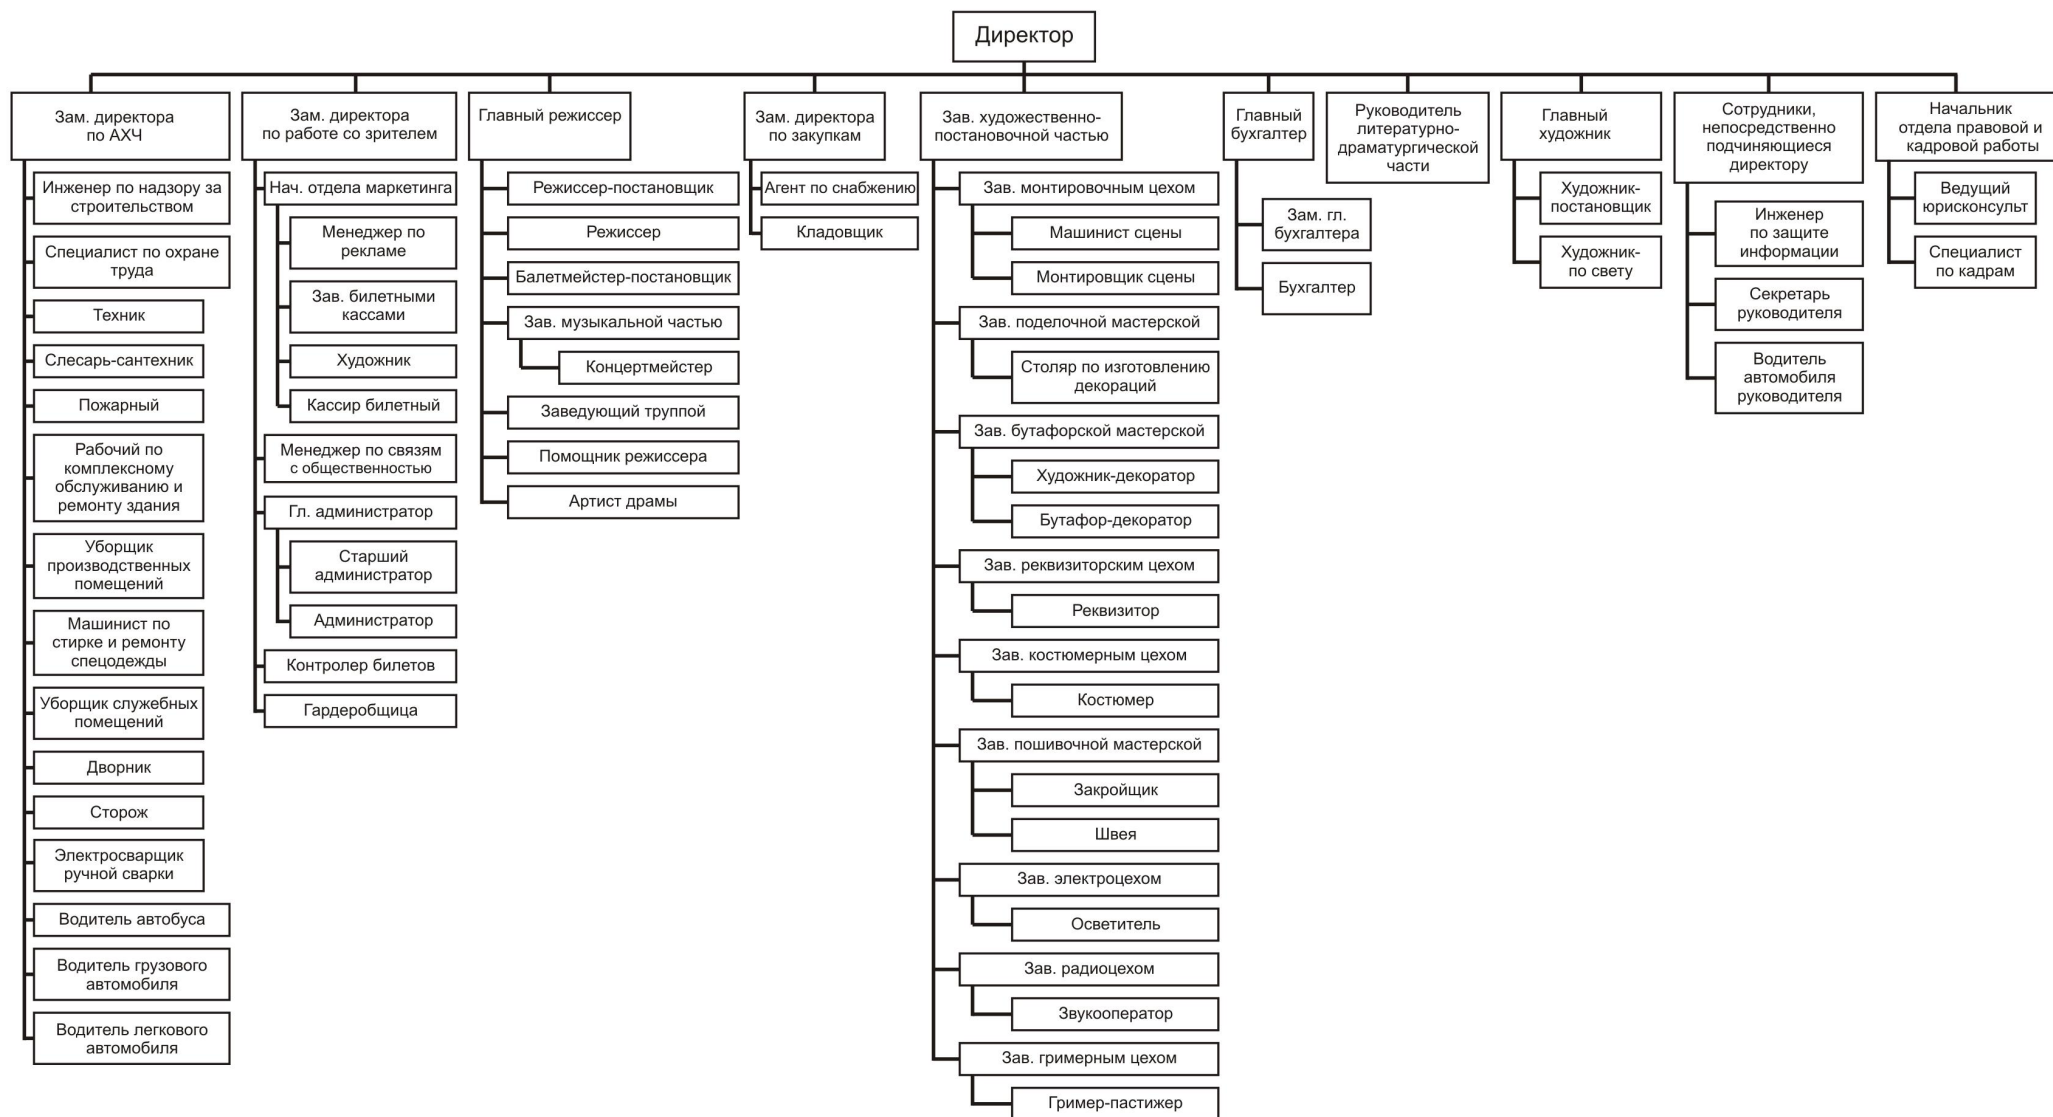 Директор
Зам. директора
по АХЧ
Инженер по надзору за
строительством
Специалист по охране
труда
Техник
Слесарь-сантехник
Пожарный
Рабочий по
комплексному
обслуживанию и
ремонту здания
Уборщик
производственных
помещений
Машинист по
стирке и ремонту
спецодежды
Уборщик служебных
помещений
Дворник
Сторож
Электросварщик
ручной сварки
Водитель автобуса
Водитель грузового
автомобиля
Водитель легкового
автомобиля
Зам. директора
по работе со зрителем
Нач. отдела маркетинга
Менеджер по
рекламе
Зав. билетными
кассами
Художник
Кассир билетный
Менеджер по связям
с общественностью
Гл. администратор
Старший
администратор
Администратор
Контролер билетов
Гардеробщица
Главный режиссер
Режиссер-постановщик
Режиссер
Балетмейстер-постановщик
Зав. музыкальной частью
Концертмейстер
Заведующий труппой
Помощник режиссера
Артист драмы
Зам. директора
по закупкам
Агент по снабжению
Кладовщик
Зав. художественно-
постановочной частью
Зав. монтировочным цехом
Машинист сцены
Монтировщик сцены
Зав. поделочной мастерской
Столяр по изготовлению
декораций
Зав. бутафорской мастерской
Художник-декоратор
Бутафор-декоратор
Зав. реквизиторским цехом
Реквизитор
Зав. костюмерным цехом
Костюмер
Зав. пошивочной мастерской
Закройщик
Швея
Зав. электроцехом
Осветитель
Зав. радиоцехом
Звукооператор
Зав. гримерным цехом
Гример-пастижер
Главный
бухгалтер
Зам. гл.
бухгалтера
Бухгалтер
Руководитель
литературно-
драматургической
части
Главный
художник
Художник-
постановщик
Художник-
по свету
Сотрудники,
непосредственно
подчиняющиеся
директору
Инженер
по защите
информации
Секретарь
руководителя
Водитель
автомобиля
руководителя
Начальник
отдела правовой и
кадровой работы
Ведущий
юрисконсульт
Специалист
по кадрам